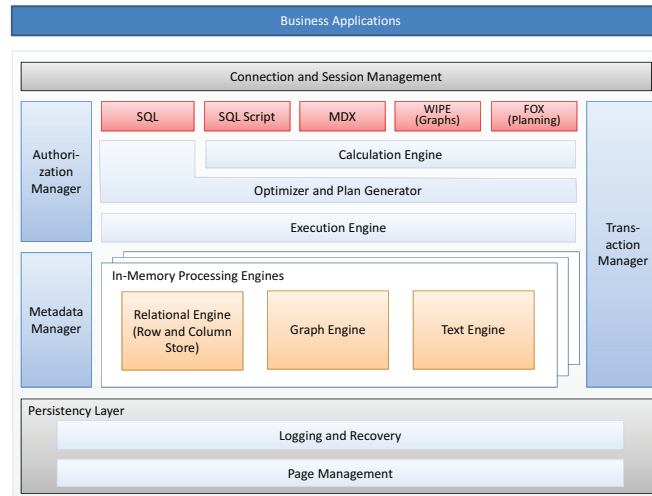 Business Applications
Connection and Session Management
Authori-
zation
Manager
SQL
SQL Script
MDX
WIPE
(Graphs)
FOX
(Planning)
Calculation Engine
Optimizer and Plan Generator
Execution Engine
Trans-
action
Manager
Metadata
Manager
In-Memory Processing Engines
Relational Engine
(Row and Column
Store)
Graph Engine
Text Engine
Persistency Layer
Logging and Recovery
Page Management